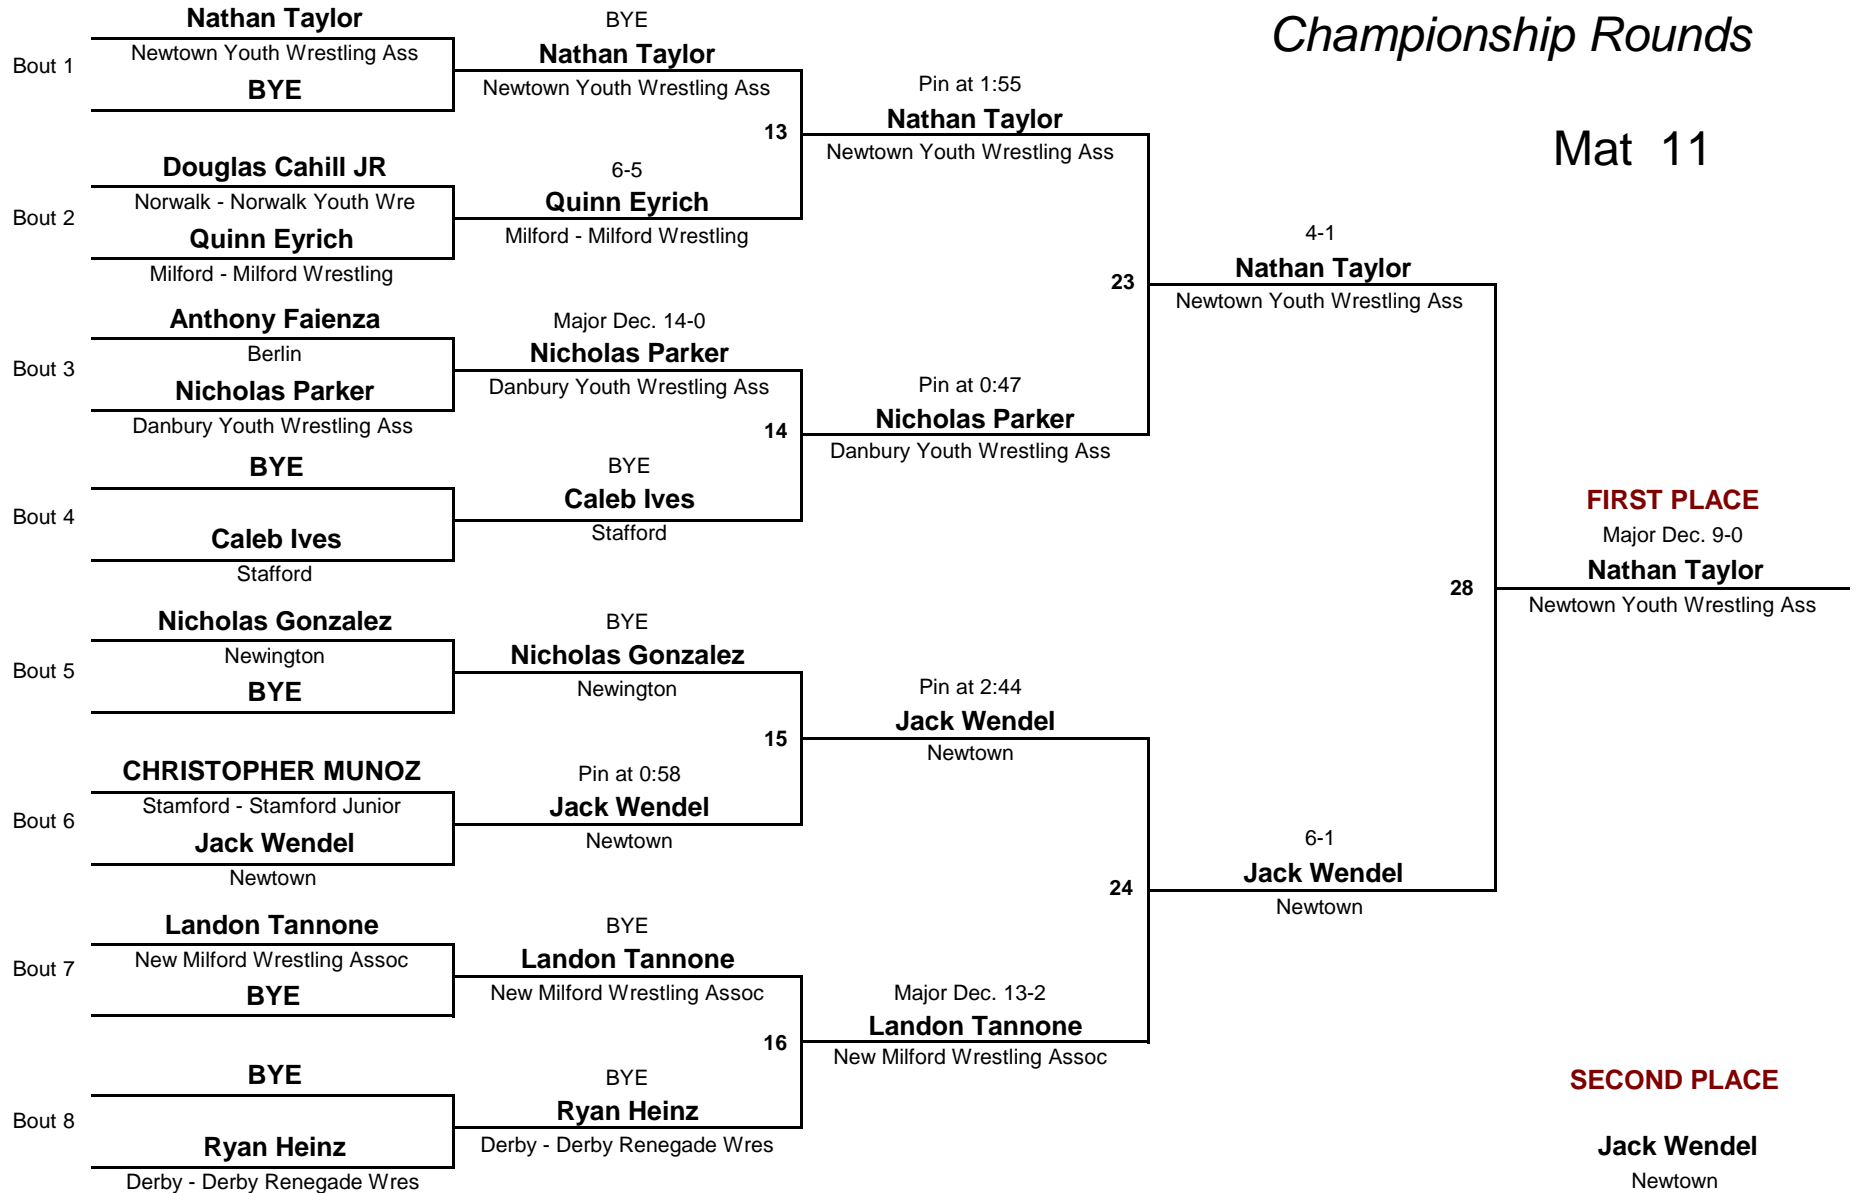 Championship Rounds
Mat 11
Bout 1
Nathan Taylor
Newtown Youth Wrestling Ass
BYE
Bout 2
Douglas Cahill JR
Norwalk - Norwalk Youth Wre
Quinn Eyrich
Milford - Milford Wrestling
Bout 3
Anthony Faienza
Berlin
Nicholas Parker
Danbury Youth Wrestling Ass
Bout 4
BYE
Caleb Ives
Stafford
Bout 5
Nicholas Gonzalez
Newington
BYE
Bout 6
CHRISTOPHER MUNOZ
Stamford - Stamford Junior
Jack Wendel
Newtown
Bout 7
Landon Tannone
New Milford Wrestling Assoc
BYE
Bout 8
BYE
Ryan Heinz
Derby - Derby Renegade Wres
BYE
Nathan Taylor
Newtown Youth Wrestling Ass
13
6-5
Quinn Eyrich
Milford - Milford Wrestling
Major Dec. 14-0
Nicholas Parker
Danbury Youth Wrestling Ass
14
BYE
Caleb Ives
Stafford
BYE
Nicholas Gonzalez
Newington
15
Pin at 0:58
Jack Wendel
Newtown
BYE
Landon Tannone
New Milford Wrestling Assoc
16
BYE
Ryan Heinz
Derby - Derby Renegade Wres
Pin at 1:55
Nathan Taylor
Newtown Youth Wrestling Ass
23
Pin at 0:47
Nicholas Parker
Danbury Youth Wrestling Ass
Pin at 2:44
Jack Wendel
Newtown
24
Major Dec. 13-2
Landon Tannone
New Milford Wrestling Assoc
4-1
Nathan Taylor
Newtown Youth Wrestling Ass
28
6-1
Jack Wendel
Newtown
FIRST PLACE
Major Dec. 9-0
Nathan Taylor
Newtown Youth Wrestling Ass
SECOND PLACE
Jack Wendel
Newtown